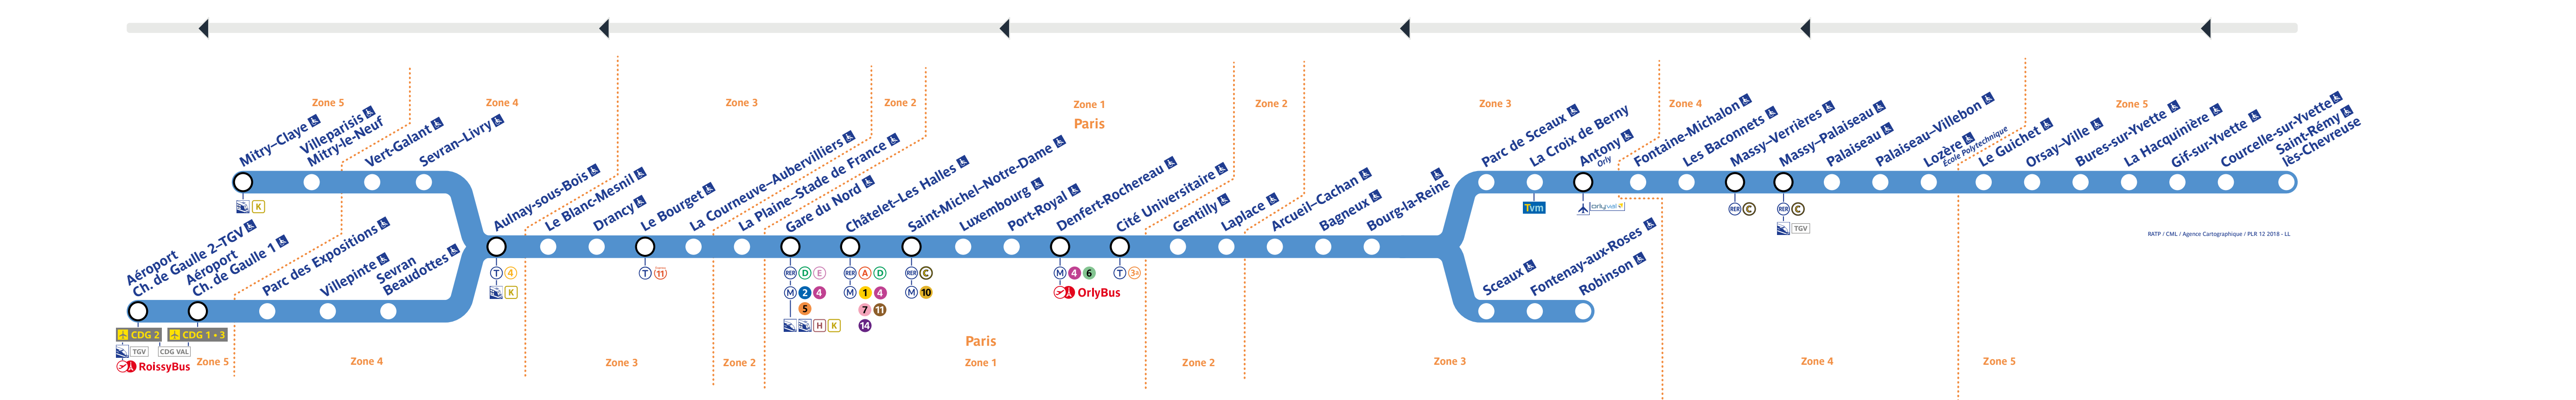 Zone 5
Zone 4
Zone 3
Zone 2
Zone 1
Paris
Zone 2
Zone 3
Zone 4
Zone 5
Mitry–Claye
Villeparisis
Mitry-le-Neuf
Vert-Galant
Sevran–Livry
K
Aéroport
Ch. de Gaulle 2–TGV
Aéroport
Ch. de Gaulle 1
Parc des Expositions
Villepinte
Sevran
Beaudottes
CDG 2
CDG 1 • 3
TGV
CDG VAL
RoissyBus
Aulnay-sous-Bois
T 4
K
Le Blanc-Mesnil
Drancy
Le Bourget
T 11
La Courneuve–Aubervilliers
La Plaine–Stade de France
Gare du Nord
RER D E
M 2 4
5
H K
Châtelet–Les Halles
RER A D
M 1 4
7 11
14
Saint-Michel–Notre-Dame
RER C
M 10
Luxembourg
Port-Royal
Denfert-Rochereau
M 4 6
OrlyBus
Cité Universitaire
T 3a
Gentilly
Laplace
Arcueil–Cachan
Bagneux
Bourg-la-Reine
Parc de Sceaux
La Croix de Berny
Tvm
Antony
Orly
orlyval
Fontaine-Michalon
Les Baconnets
Massy–Verrières
RER C
Massy–Palaiseau
RER C
TGV
Palaiseau
Palaiseau–Villebon
Lozère
École Polytechnique
Le Guichet
Orsay–Ville
Bures-sur-Yvette
La Hacquinière
Gif-sur-Yvette
Courcelle-sur-Yvette
Saint-Rémy
lès-Chevreuse
Sceaux
Fontenay-aux-Roses
Robinson
RATP / CML / Agence Cartographique / PLR 12 2018 - LL
Zone 5
Zone 4
Zone 3
Zone 2
Paris
Zone 1
Zone 2
Zone 3
Zone 4
Zone 5